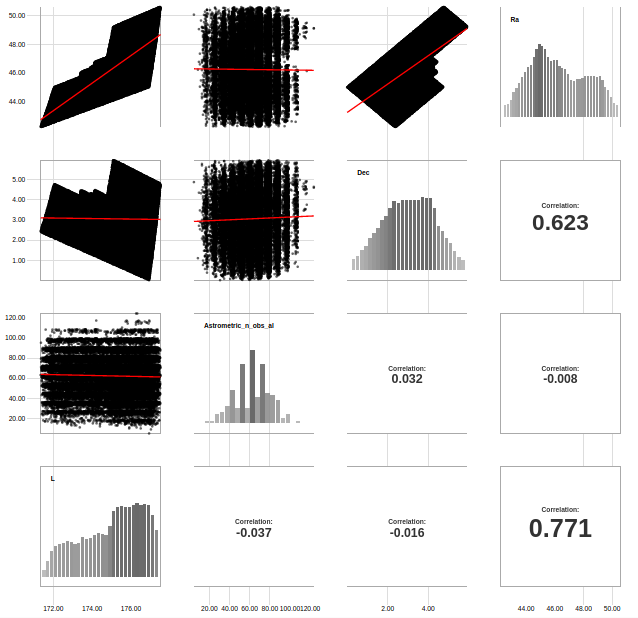 50.00
48.00
46.00
44.00
Ra
5.00
4.00
3.00
2.00
1.00
Dec
Correlation:
0.623
120.00
100.00
80.00
60.00
40.00
20.00
Astrometric_n_obs_al
Correlation:
0.032
Correlation:
-0.008
L
Correlation:
-0.037
Correlation:
-0.016
Correlation:
0.771
172.00 174.00 176.00
20.00 40.00 60.00 80.00 100.00 120.00
2.00 4.00
44.00 46.00 48.00 50.00